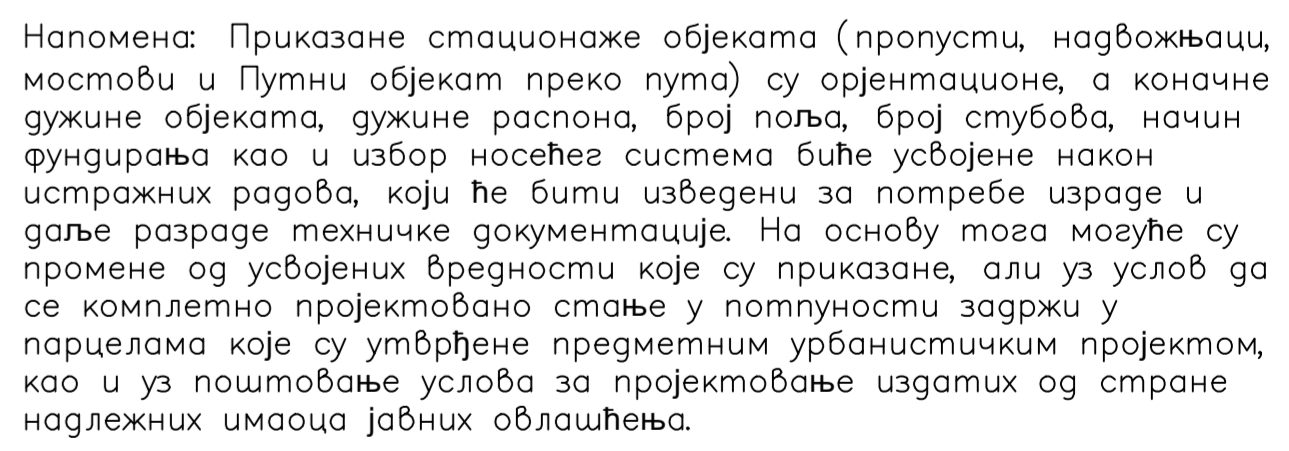 Напомена: Приказане стационаже објеката (пропусти, надвожњаци,
мостови и Путни објекат преко пута) су орјентационе, а коначне
дужине објеката, дужине распона, број поља, број стубова, начин
фундирања као и избор носећег система биће усвојене након
истражних радова, који ће бити изведени за потребе израде и
даље разраде техничке документације. На основу тога могуће су
промене од усвојених вредности које су приказане, али уз услов да
се комплетно пројектовано стање у потпуности задржи у
парцелама које су утврђене предметним урбанистичким пројектом,
као и уз поштовање услова за пројектовање издатих од стране
надлежних имаоца јавних овлашћења.